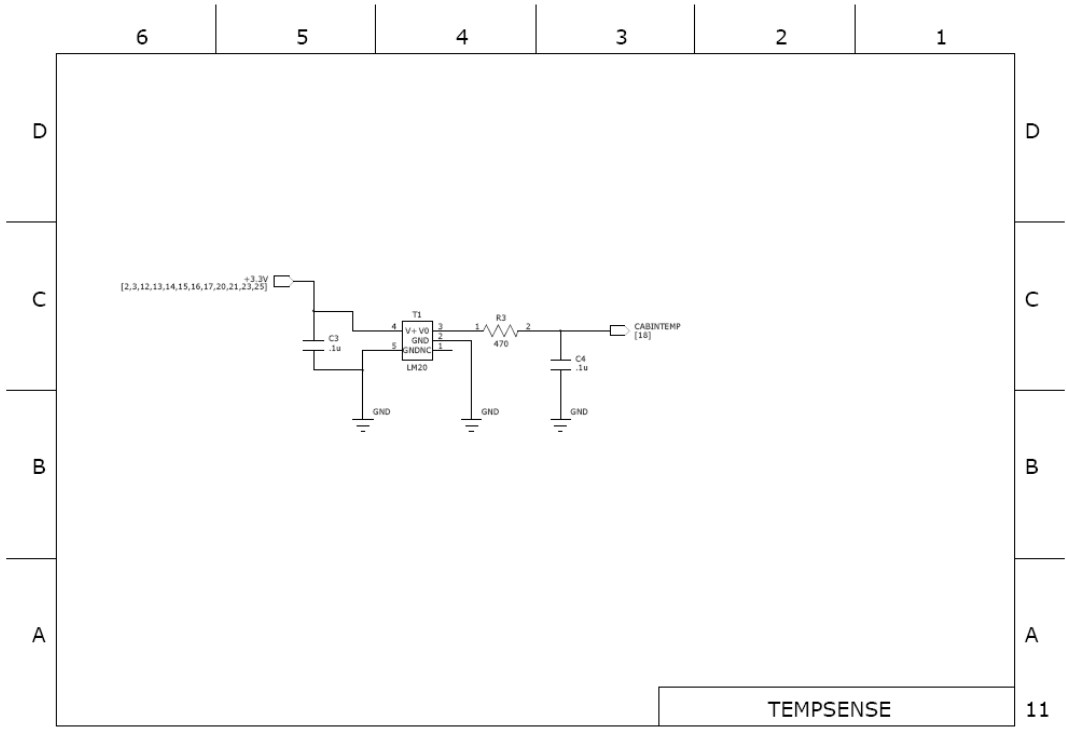 6 5 4 3 2 1
D D
+3.3V
[2,3,12,13,14,15,16,17,20,21,23,25]
C C
T1
4 V+ V0 3
GND 2
5 GNDNC 1
LM20
C3
.1u
R3
1 2
470
CABINTEMP
[18]
C4
.1u
GND GND GND
B B
A A
TEMPSENSE 11